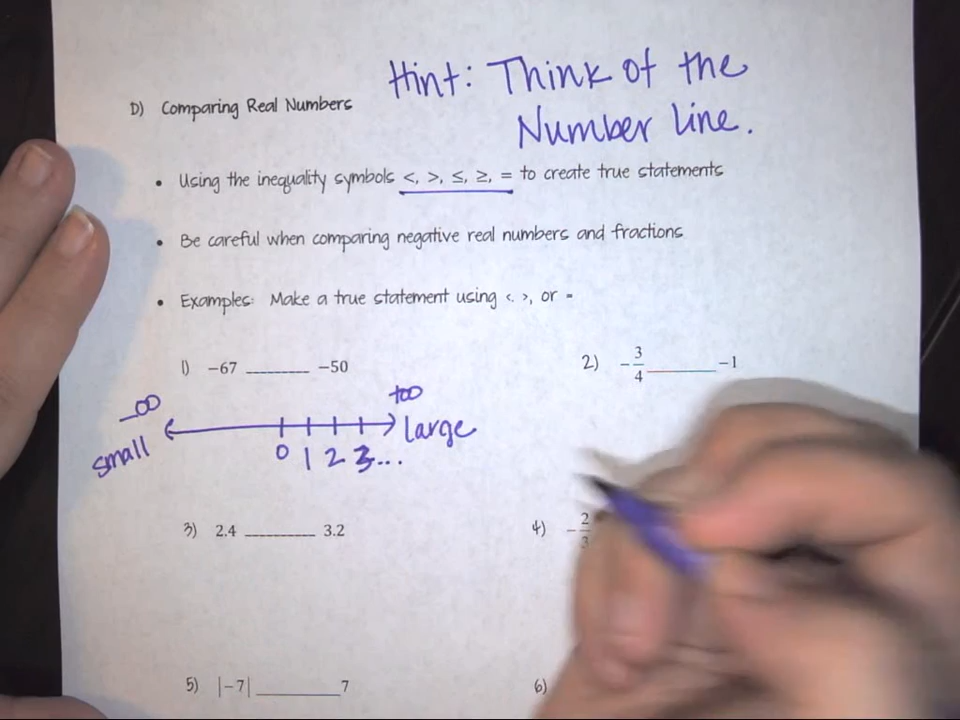 Hint: Think of the
Number line.
D) Comparing Real Numbers
• Using the inequality symbols <, >, ≤, ≥, = to create true statements
• Be careful when comparing negative real numbers and fractions
• Examples: Make a true statement using <, >, or =
1) -67 ________ -50
2) -3/4 ________ -1
-∞ +∞
small large
0 1 2 3...
3) 2.4 ________ 3.2
4) -2/3
5) |-7| ________ 7
6)